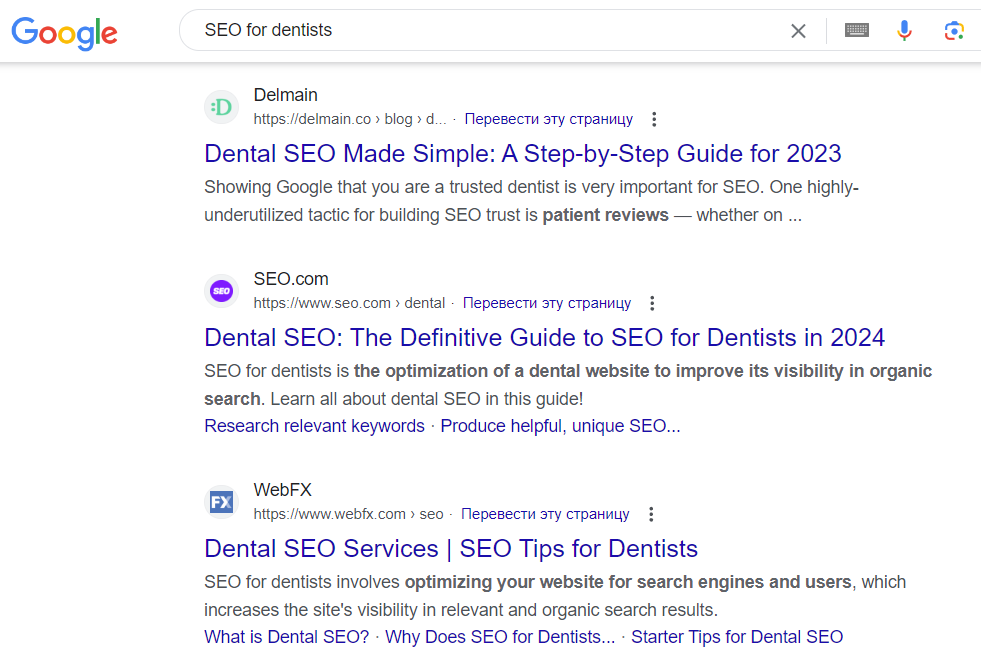 Google
SEO for dentists
:D
Delmain
https://delmain.co › blog › d... · Перевести эту страницу
Dental SEO Made Simple: A Step-by-Step Guide for 2023
Showing Google that you are a trusted dentist is very important for SEO. One highly-
underutilized tactic for building SEO trust is patient reviews — whether on ...
SEO
SEO.com
https://www.seo.com › dental · Перевести эту страницу
Dental SEO: The Definitive Guide to SEO for Dentists in 2024
SEO for dentists is the optimization of a dental website to improve its visibility in organic
search. Learn all about dental SEO in this guide!
Research relevant keywords · Produce helpful, unique SEO...
FX
WebFX
https://www.webfx.com › seo · Перевести эту страницу
Dental SEO Services | SEO Tips for Dentists
SEO for dentists involves optimizing your website for search engines and users, which
increases the site's visibility in relevant and organic search results.
What is Dental SEO? · Why Does SEO for Dentists... · Starter Tips for Dental SEO